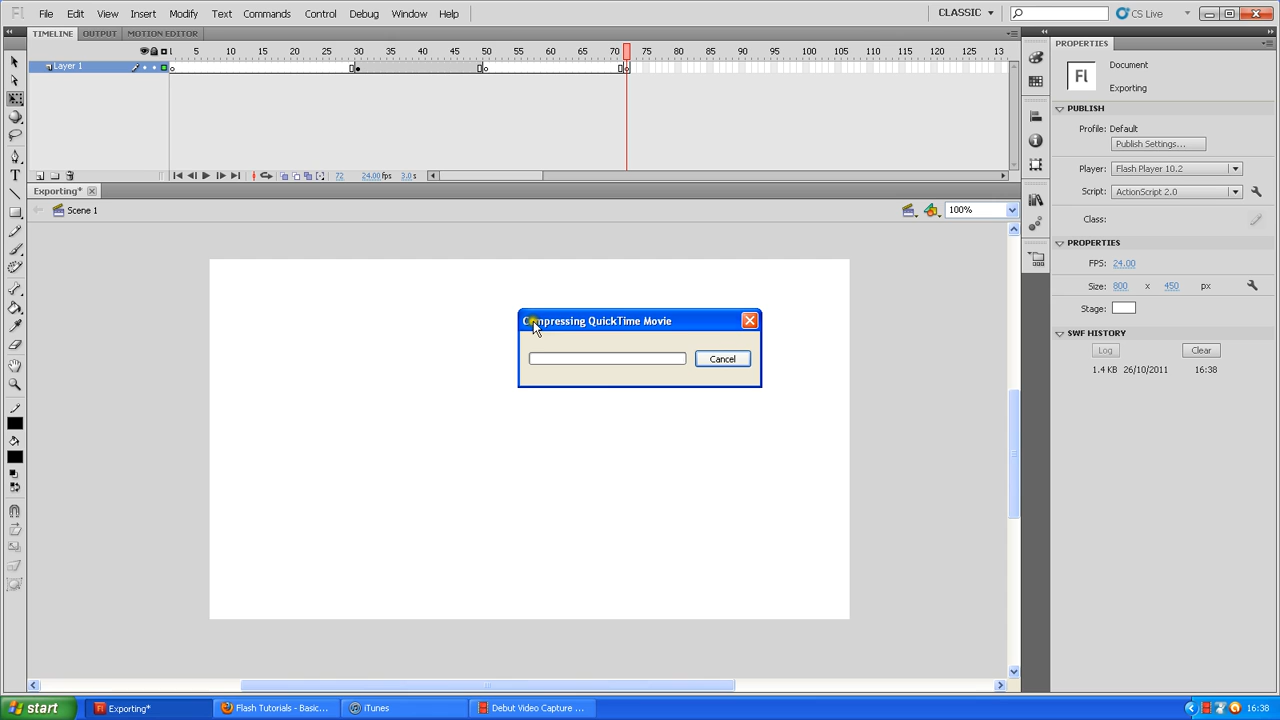 Fl File Edit View Insert Modify Text Commands Control Debug Window Help CLASSIC CS Live
TIMELINE OUTPUT MOTION EDITOR
5 10 15 20 25 30 35 40 45 50 55 60 65 70 75 80 85 90 95 100 105 110 115 120 125 13
Layer 1
72 24.00fps 3.0s
Exporting*
Scene 1
100%
Compressing QuickTime Movie
Cancel
PROPERTIES
Fl
Document
Exporting
PUBLISH
Profile: Default
Publish Settings...
Player: Flash Player 10.2
Script: ActionScript 2.0
Class:
PROPERTIES
FPS: 24.00
Size: 800 x 450 px
Stage:
SWF HISTORY
Log Clear
1.4 KB 26/10/2011 16:38
start Exporting* Flash Tutorials - Basic... iTunes Debut Video Capture ... 16:38